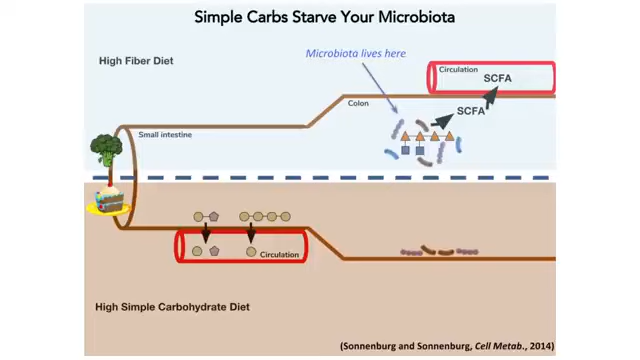 Simple Carbs Starve Your Microbiota
High Fiber Diet
Microbiota lives here
Circulation
SCFA
Colon
SCFA
Small intestine
Circulation
High Simple Carbohydrate Diet
(Sonnenburg and Sonnenburg, Cell Metab., 2014)